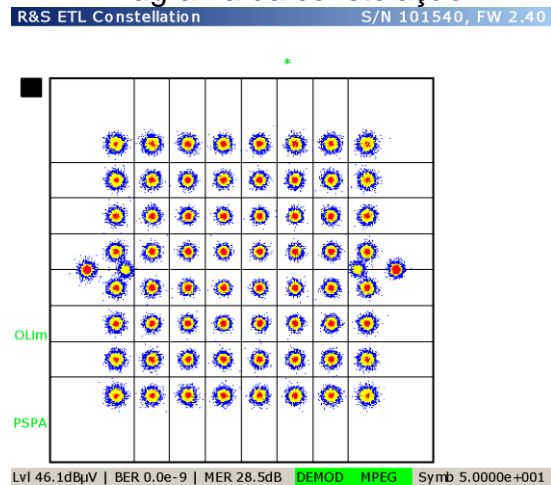 R&S ETL Constellation S/N 101540, FW 2.40
*
OLim
PSPA
Lvl 46.1dBµV | BER 0.0e-9 | MER 28.5dB DEMOD MPEG Symb 5.0000e+001